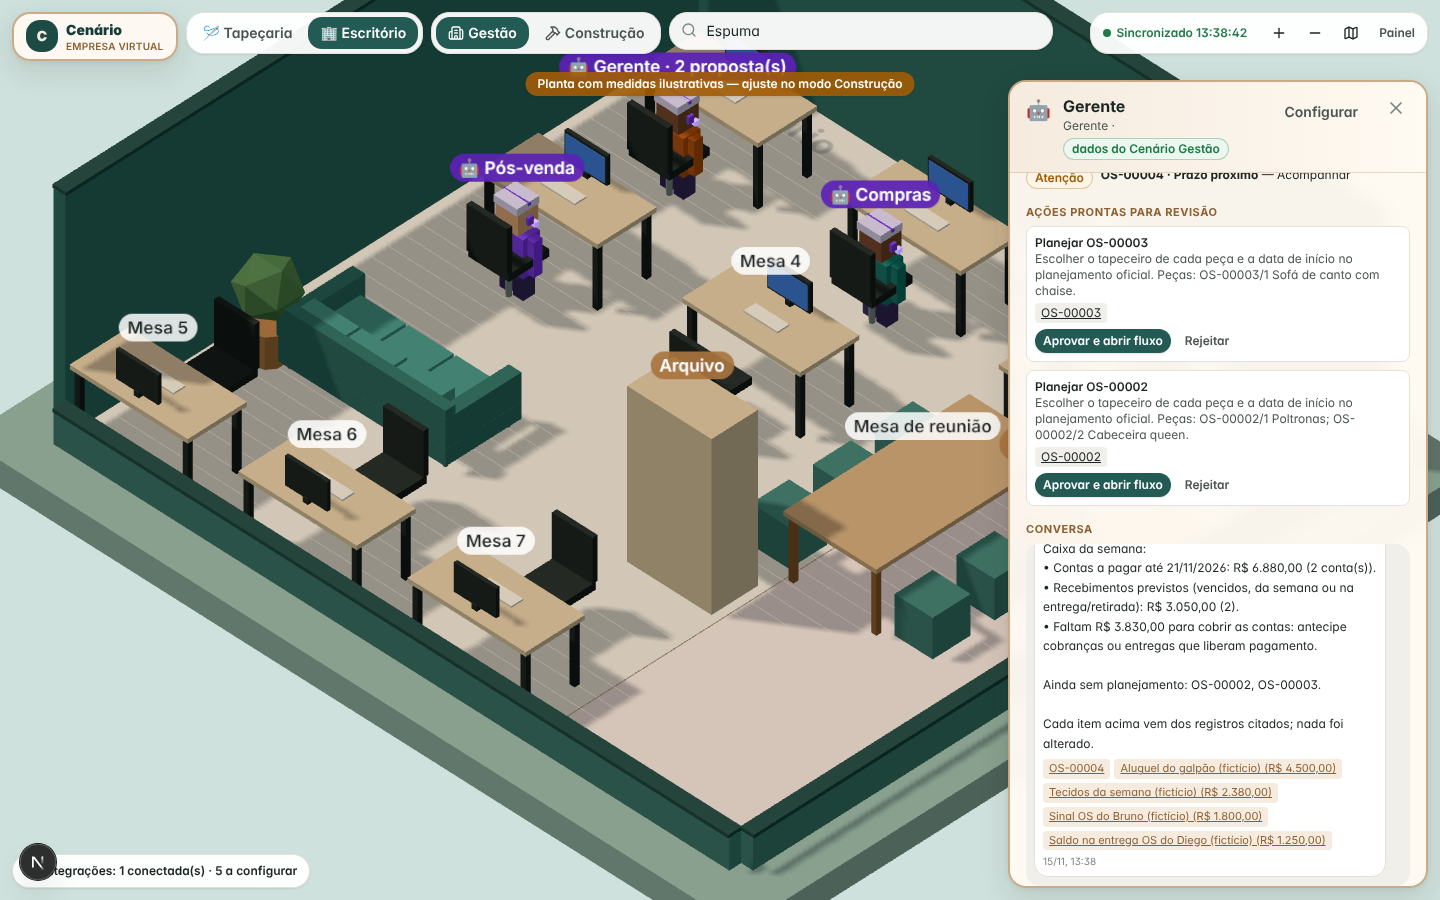 C
Cenário
EMPRESA VIRTUAL
Tapeçaria
Escritório
Gestão
Construção
Espuma
Sincronizado 13:38:42
Painel
Gerente · 2 proposta(s)
Planta com medidas ilustrativas — ajuste no modo Construção
Pós-venda
Compras
Mesa 4
Mesa 5
Arquivo
Mesa de reunião
Mesa 6
Mesa 7
N
tegrações: 1 conectada(s) · 5 a configurar
Gerente
Gerente ·
dados do Cenário Gestão
Configurar
Atenção OS-00004 · Prazo próximo — Acompanhar
AÇÕES PRONTAS PARA REVISÃO
Planejar OS-00003
Escolher o tapeceiro de cada peça e a data de início no
planejamento oficial. Peças: OS-00003/1 Sofá de canto com
chaise.
OS-00003
Aprovar e abrir fluxo Rejeitar
Planejar OS-00002
Escolher o tapeceiro de cada peça e a data de início no
planejamento oficial. Peças: OS-00002/1 Poltronas; OS-
00002/2 Cabeceira queen.
OS-00002
Aprovar e abrir fluxo Rejeitar
CONVERSA
Caixa da semana:
• Contas a pagar até 21/11/2026: R$ 6.880,00 (2 conta(s)).
• Recebimentos previstos (vencidos, da semana ou na
entrega/retirada): R$ 3.050,00 (2).
• Faltam R$ 3.830,00 para cobrir as contas: antecipe
cobranças ou entregas que liberam pagamento.
Ainda sem planejamento: OS-00002, OS-00003.
Cada item acima vem dos registros citados; nada foi
alterado.
OS-00004 Aluguel do galpão (fictício) (R$ 4.500,00)
Tecidos da semana (fictício) (R$ 2.380,00)
Sinal OS do Bruno (fictício) (R$ 1.800,00)
Saldo na entrega OS do Diego (fictício) (R$ 1.250,00)
15/11, 13:38